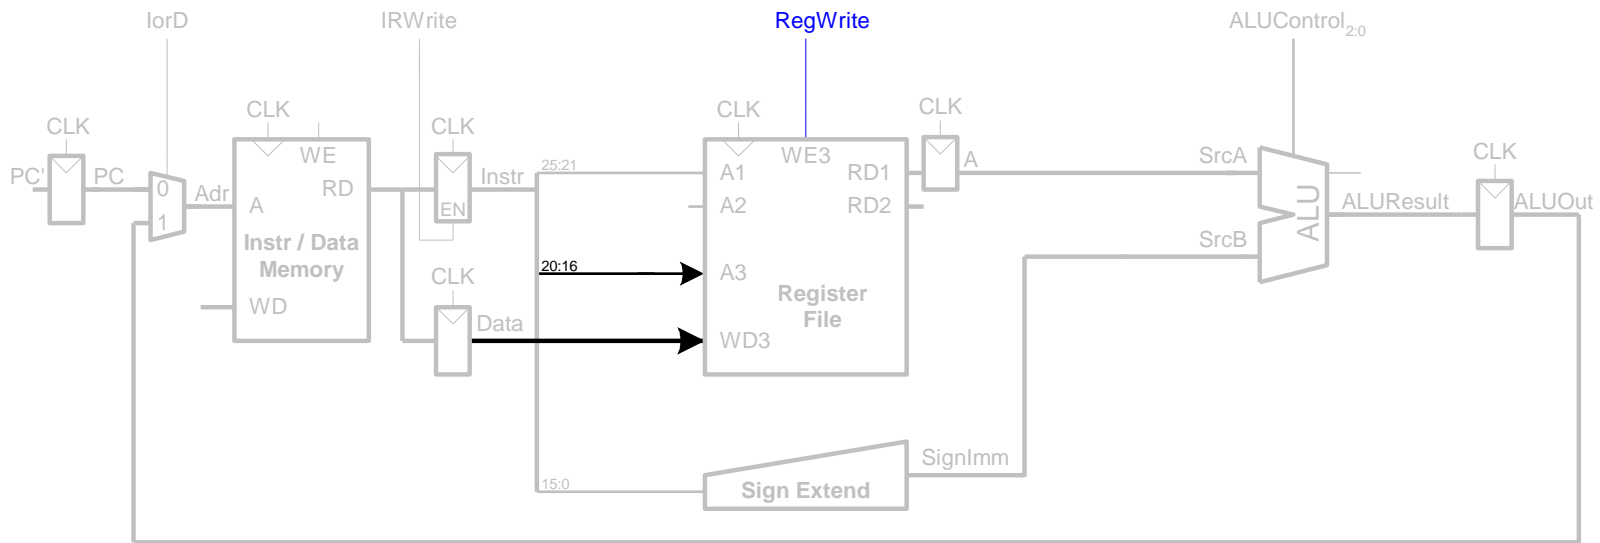 IorD
IRWrite
RegWrite
ALUControl2:0
CLK
CLK
CLK
CLK
CLK
CLK
CLK
CLK
PC'
PC
0
1
Adr
WE
RD
A
Instr / Data
Memory
WD
EN
Instr
25:21
20:16
15:0
Data
WE3
A1
RD1
A2
RD2
A3
Register
File
WD3
A
SrcA
SrcB
ALU
ALUResult
ALUOut
SignImm
Sign Extend